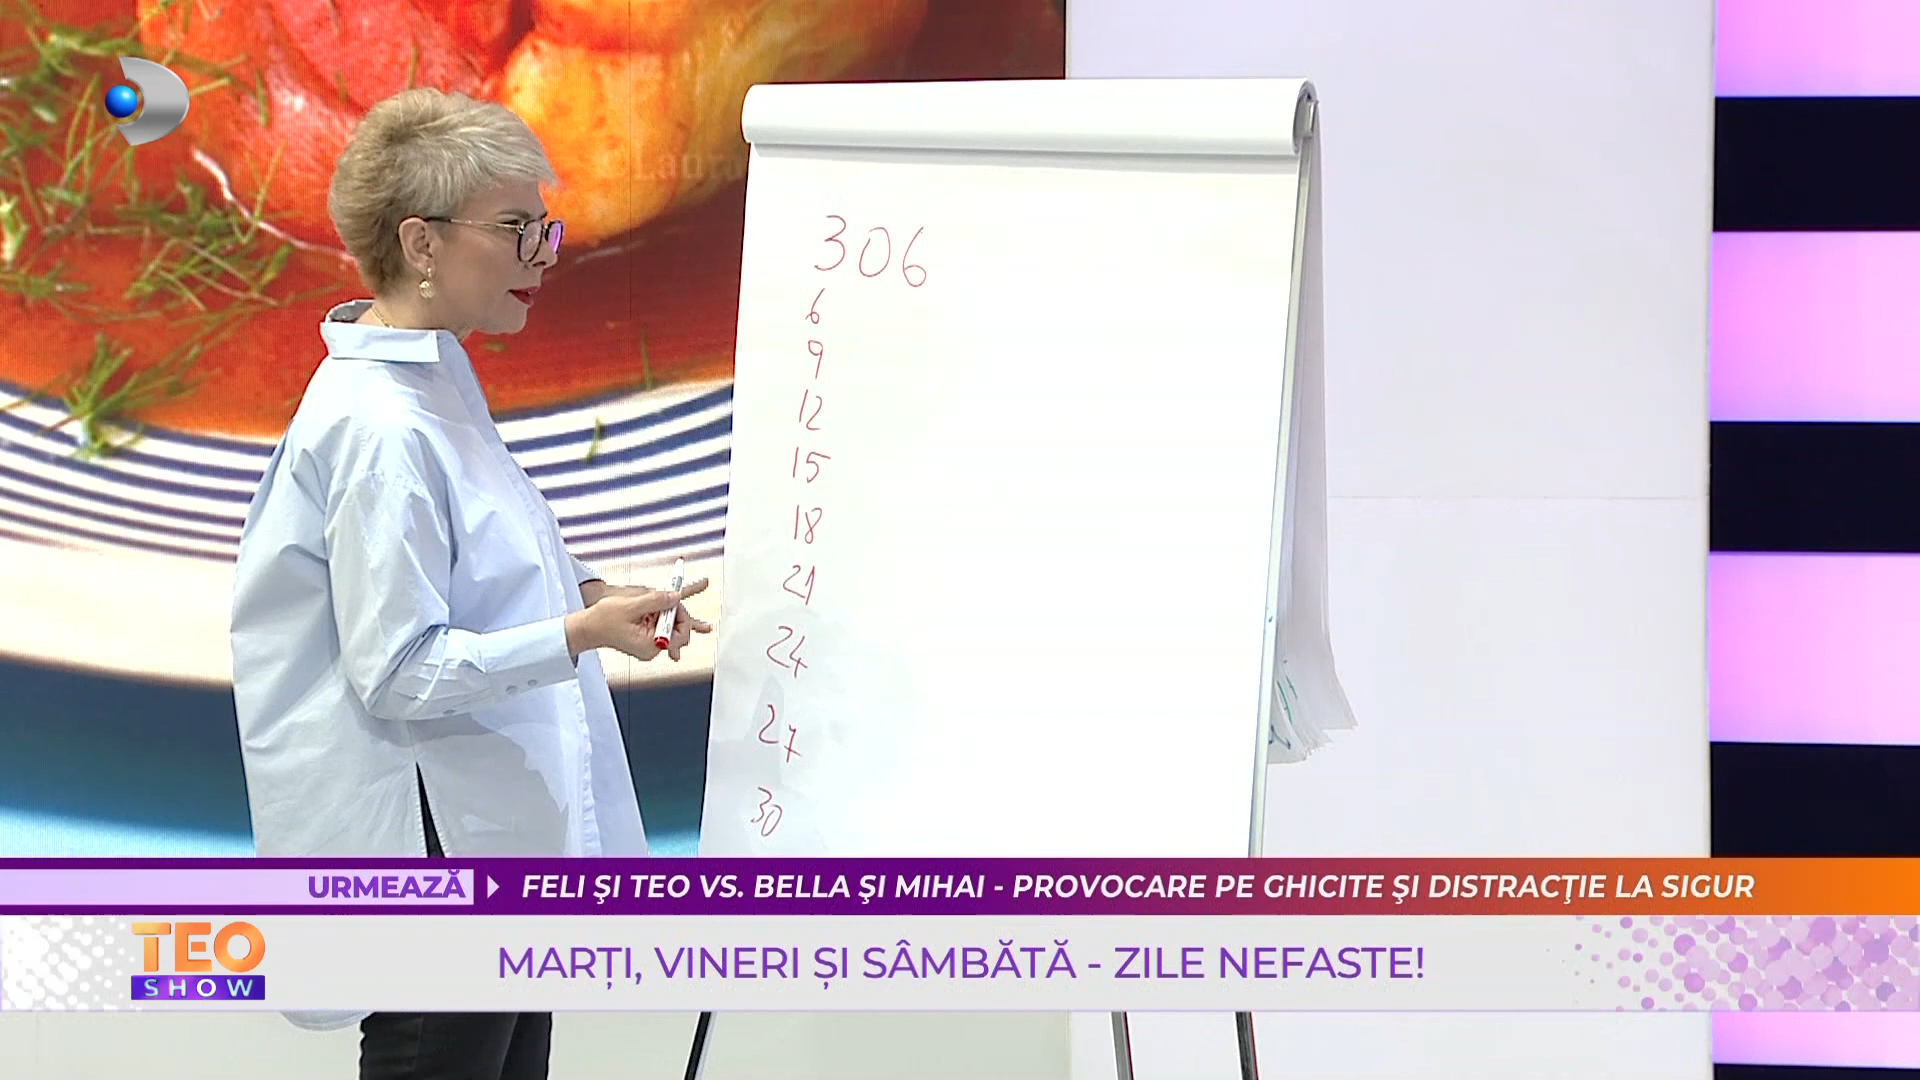 ©Laura
306
6
9
12
15
18
21
24
27
30
URMEAZĂ
FELI ŞI TEO VS. BELLA ŞI MIHAI - PROVOCARE PE GHICITE ŞI DISTRACŢIE LA SIGUR
TEO
SHOW
MARȚI, VINERI ȘI SÂMBĂTĂ - ZILE NEFASTE!